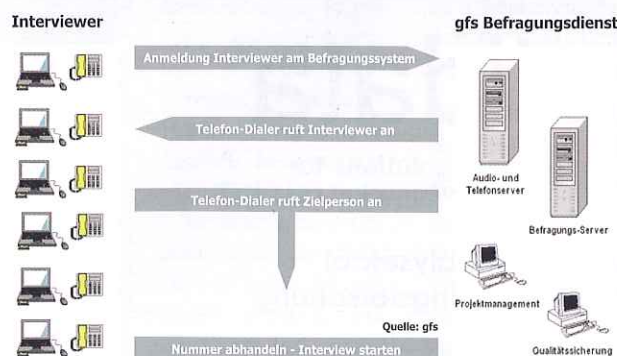 Interviewer
gfs Befragungsdienst
Anmeldung Interviewer am Befragungssystem
Telefon-Dialer ruft Interviewer an
Audio- und
Telefonserver
Telefon-Dialer ruft Zielperson an
Befragungs-Server
Projektmanagement
Quelle: gfs
Nummer abhandeln - Interview starten
Qualitätssicherung